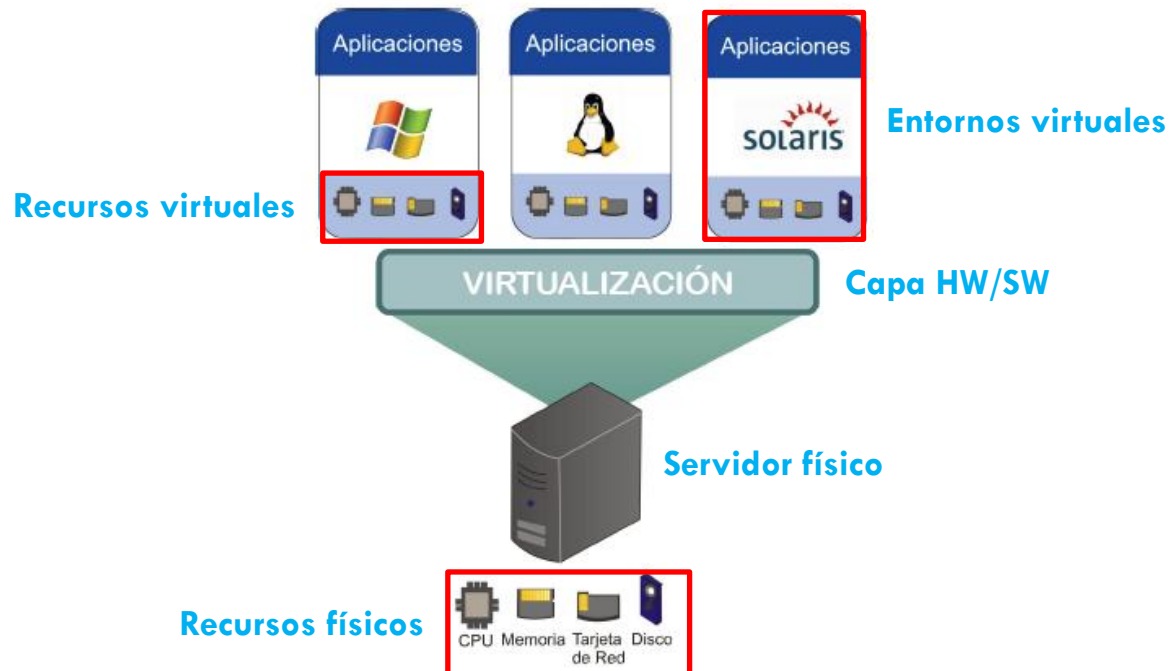 Aplicaciones
Aplicaciones
Aplicaciones
solaris
Entornos virtuales
Recursos virtuales
VIRTUALIZACIÓN
Capa HW/SW
Servidor físico
Recursos físicos
CPU
Memoria
Tarjeta
de Red
Disco